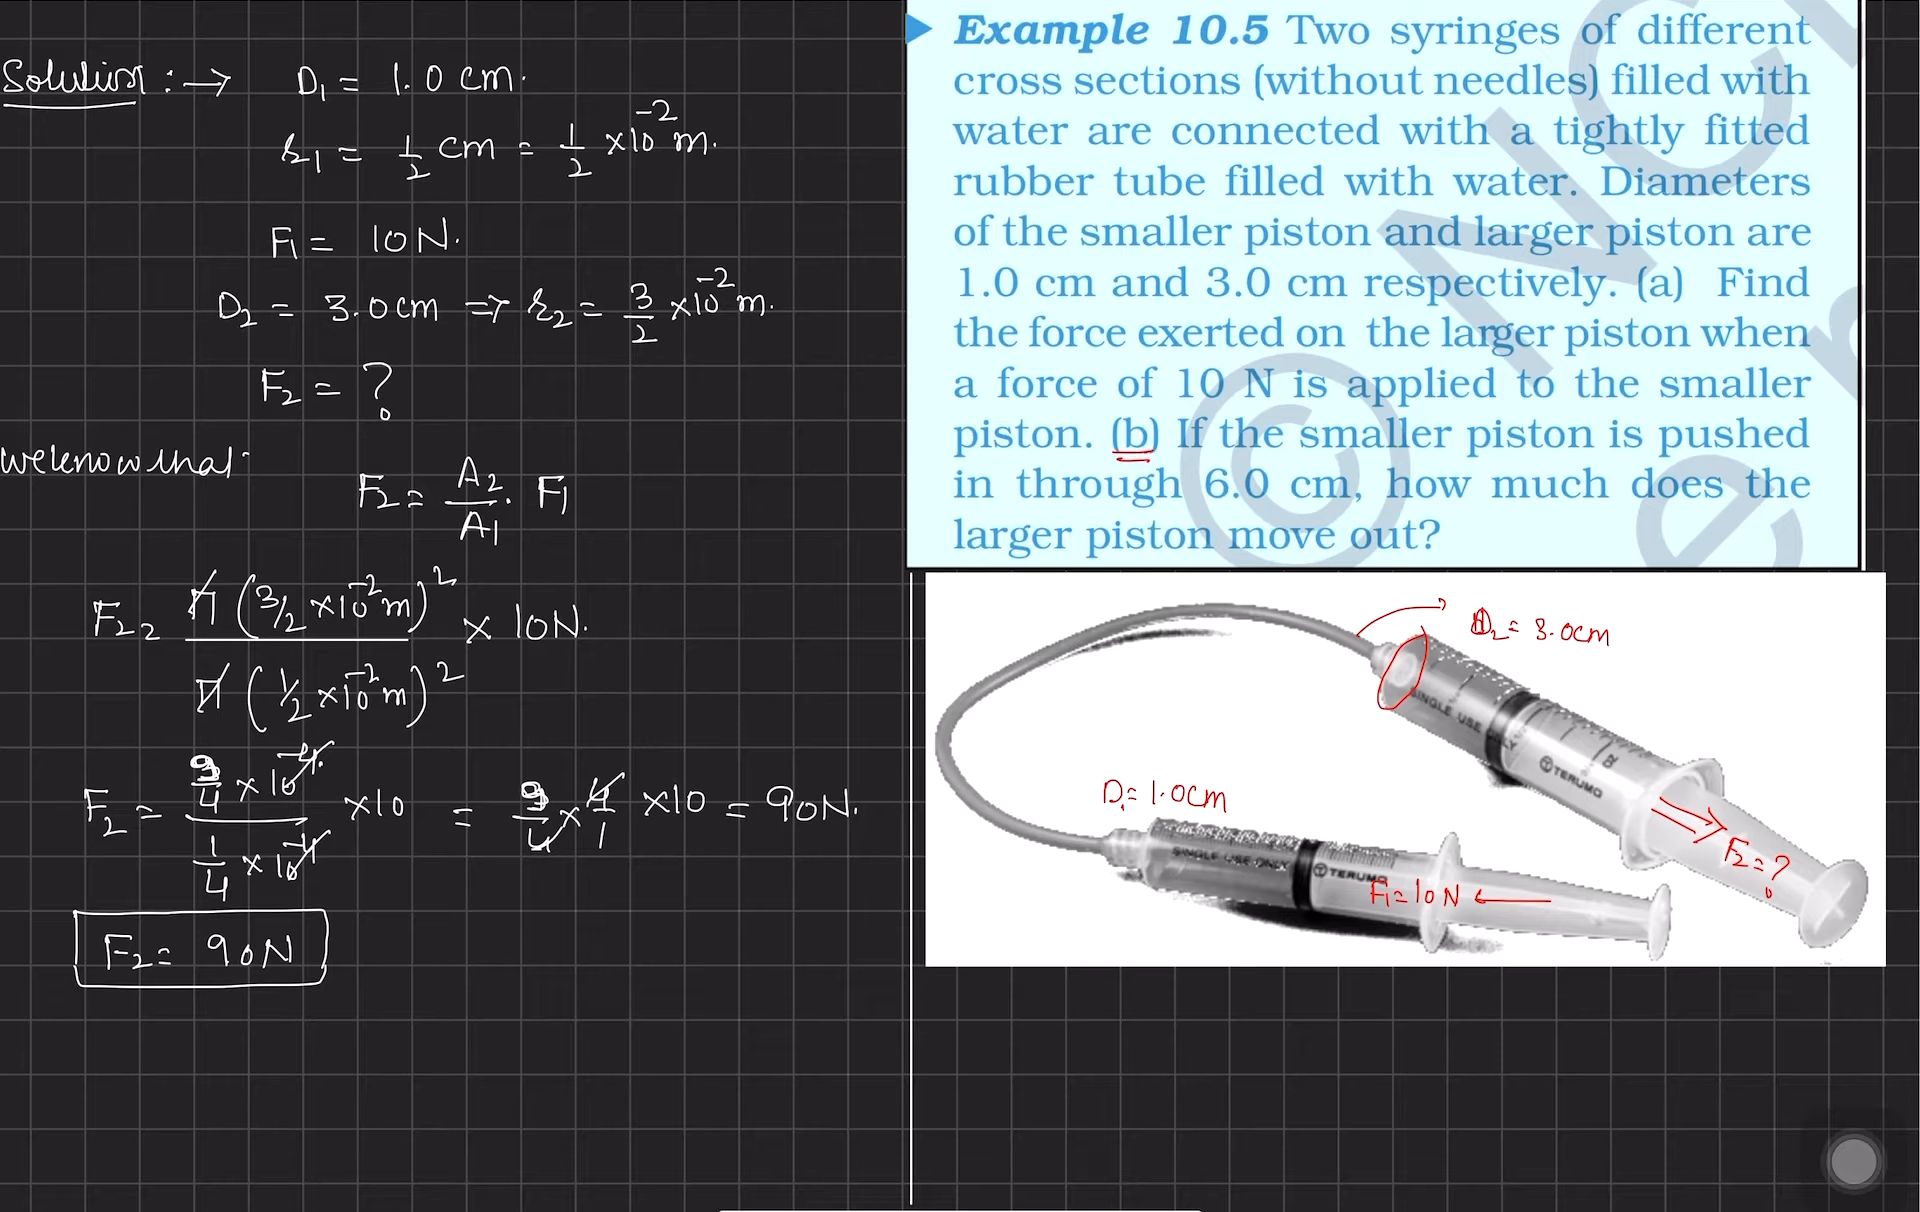 Solution :→ D₁ = 1.0 cm.
r₁ = 1/2 cm = 1/2 ×10⁻² m.
F₁ = 10N.
D₂ = 3.0cm ⇒ r₂ = 3/2 ×10⁻² m.
F₂ = ?
we know that
F₂ = A₂/A₁ . F₁
F₂ = π (3/2 ×10⁻² m)² / π (1/2 ×10⁻² m)² × 10N.
F₂ = 9/4 × 10⁻⁴ / 1/4 × 10⁻⁴ ×10 = 9/4 × 4/1 ×10 = 90N.
F₂ = 90N
Example 10.5 Two syringes of different
cross sections (without needles) filled with
water are connected with a tightly fitted
rubber tube filled with water. Diameters
of the smaller piston and larger piston are
1.0 cm and 3.0 cm respectively. (a) Find
the force exerted on the larger piston when
a force of 10 N is applied to the smaller
piston. (b) If the smaller piston is pushed
in through 6.0 cm, how much does the
larger piston move out?
D₂ = 3.0cm
SINGLE USE ONLY
TERUMO
D₁= 1.0cm
SINGLE USE ONLY
TERUMO
F₁=10N
F₂=?